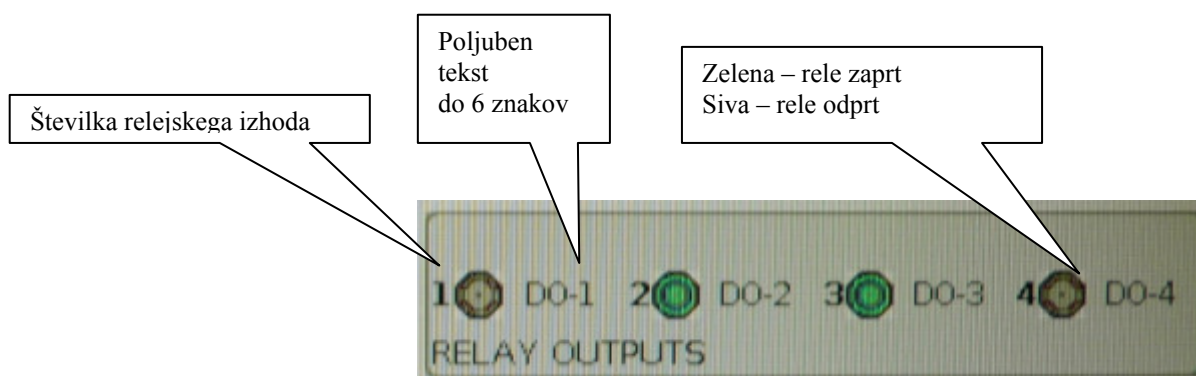 Poljuben
tekst
do 6 znakov
Zelena – rele zaprt
Siva – rele odprt
Številka relejskega izhoda
1 DO-1 2 DO-2 3 DO-3 4 DO-4
RELAY OUTPUTS